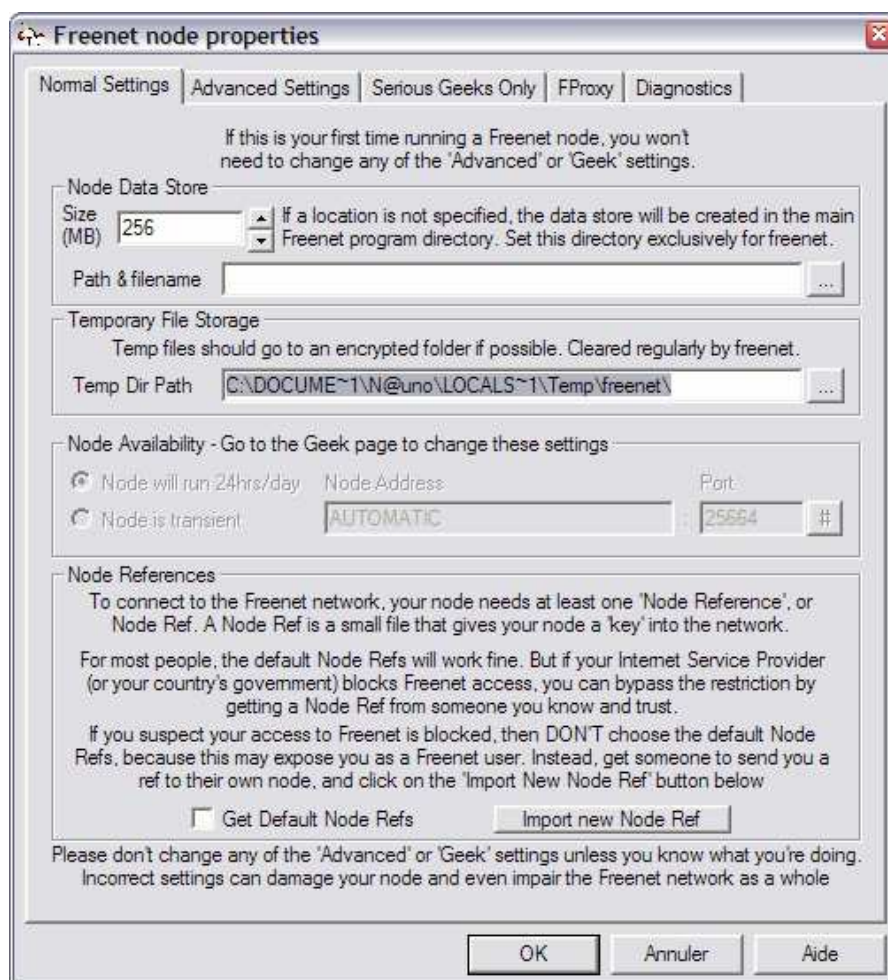 Freenet node properties
Normal Settings
Advanced Settings
Serious Geeks Only
FProxy
Diagnostics
If this is your first time running a Freenet node, you won't
need to change any of the 'Advanced' or 'Geek' settings.
Node Data Store
Size
(MB)
256
If a location is not specified, the data store will be created in the main
Freenet program directory. Set this directory exclusively for freenet.
Path & filename
...
Temporary File Storage
Temp files should go to an encrypted folder if possible. Cleared regularly by freenet.
Temp Dir Path
C:\DOCUME~1\N@uno\LOCALS~1\Temp\freenet\
...
Node Availability - Go to the Geek page to change these settings
Node will run 24hrs/day
Node Address
Port
Node is transient
AUTOMATIC
:
25664
#
Node References
To connect to the Freenet network, your node needs at least one 'Node Reference', or
Node Ref. A Node Ref is a small file that gives your node a 'key' into the network.
For most people, the default Node Refs will work fine. But if your Internet Service Provider
(or your country's government) blocks Freenet access, you can bypass the restriction by
getting a Node Ref from someone you know and trust.
If you suspect your access to Freenet is blocked, then DON'T choose the default Node
Refs, because this may expose you as a Freenet user. Instead, get someone to send you a
ref to their own node, and click on the 'Import New Node Ref' button below
Get Default Node Refs
Import new Node Ref
Please don't change any of the 'Advanced' or 'Geek' settings unless you know what you're doing.
Incorrect settings can damage your node and even impair the Freenet network as a whole
OK
Annuler
Aide